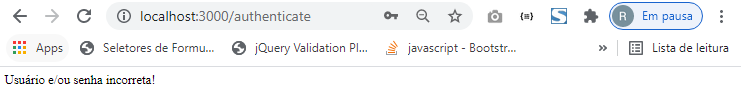 localhost:3000/authenticate
R Em pausa
Apps Seletores de Formu... jQuery Validation Pl... javascript - Bootstr... » Lista de leitura
Usuário e/ou senha incorreta!